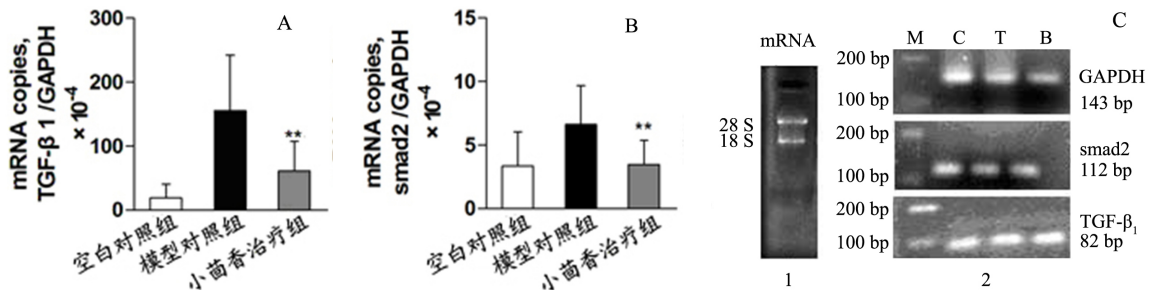 A
mRNA copies,
TGF-β 1 /GAPDH
× 10⁻⁴
300
200
100
0
空白对照组
模型对照组
**
小茴香治疗组
B
mRNA copies,
smad2 /GAPDH
× 10⁻⁴
15
10
5
0
空白对照组
模型对照组
**
小茴香治疗组
C
mRNA
28 S
18 S
1
M C T B
200 bp
100 bp
GAPDH
143 bp
200 bp
100 bp
smad2
112 bp
200 bp
100 bp
TGF-β₁
82 bp
2